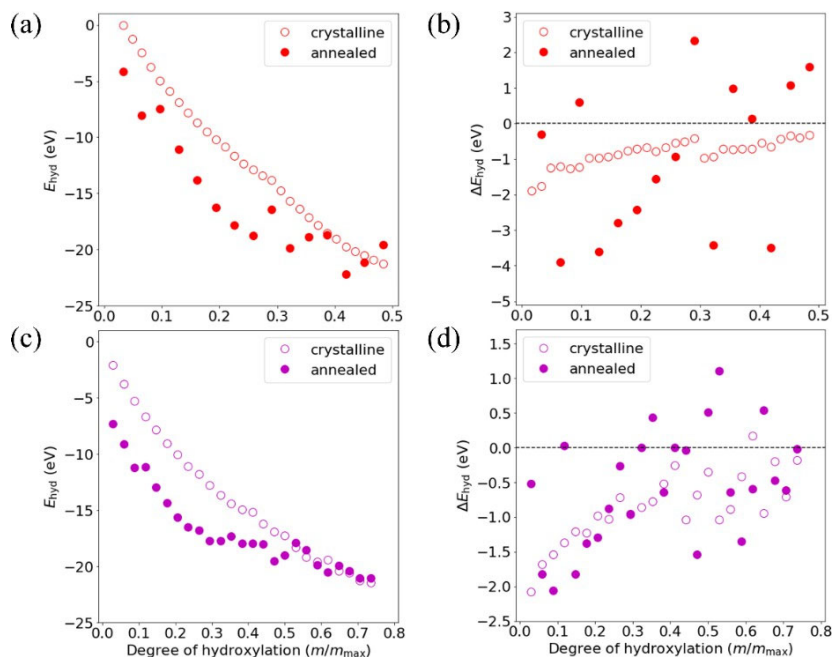 (a)
0
−5
−10
−15
−20
−25
E_hyd (eV)
crystalline
annealed
0.0 0.1 0.2 0.3 0.4 0.5
(b)
3
2
1
0
−1
−2
−3
−4
−5
ΔE_hyd (eV)
crystalline
annealed
0.0 0.1 0.2 0.3 0.4 0.5
(c)
0
−5
−10
−15
−20
−25
E_hyd (eV)
crystalline
annealed
0.0 0.1 0.2 0.3 0.4 0.5 0.6 0.7 0.8
Degree of hydroxylation (m/m_max)
(d)
1.5
1.0
0.5
0.0
−0.5
−1.0
−1.5
−2.0
−2.5
ΔE_hyd (eV)
crystalline
annealed
0.0 0.1 0.2 0.3 0.4 0.5 0.6 0.7 0.8
Degree of hydroxylation (m/m_max)